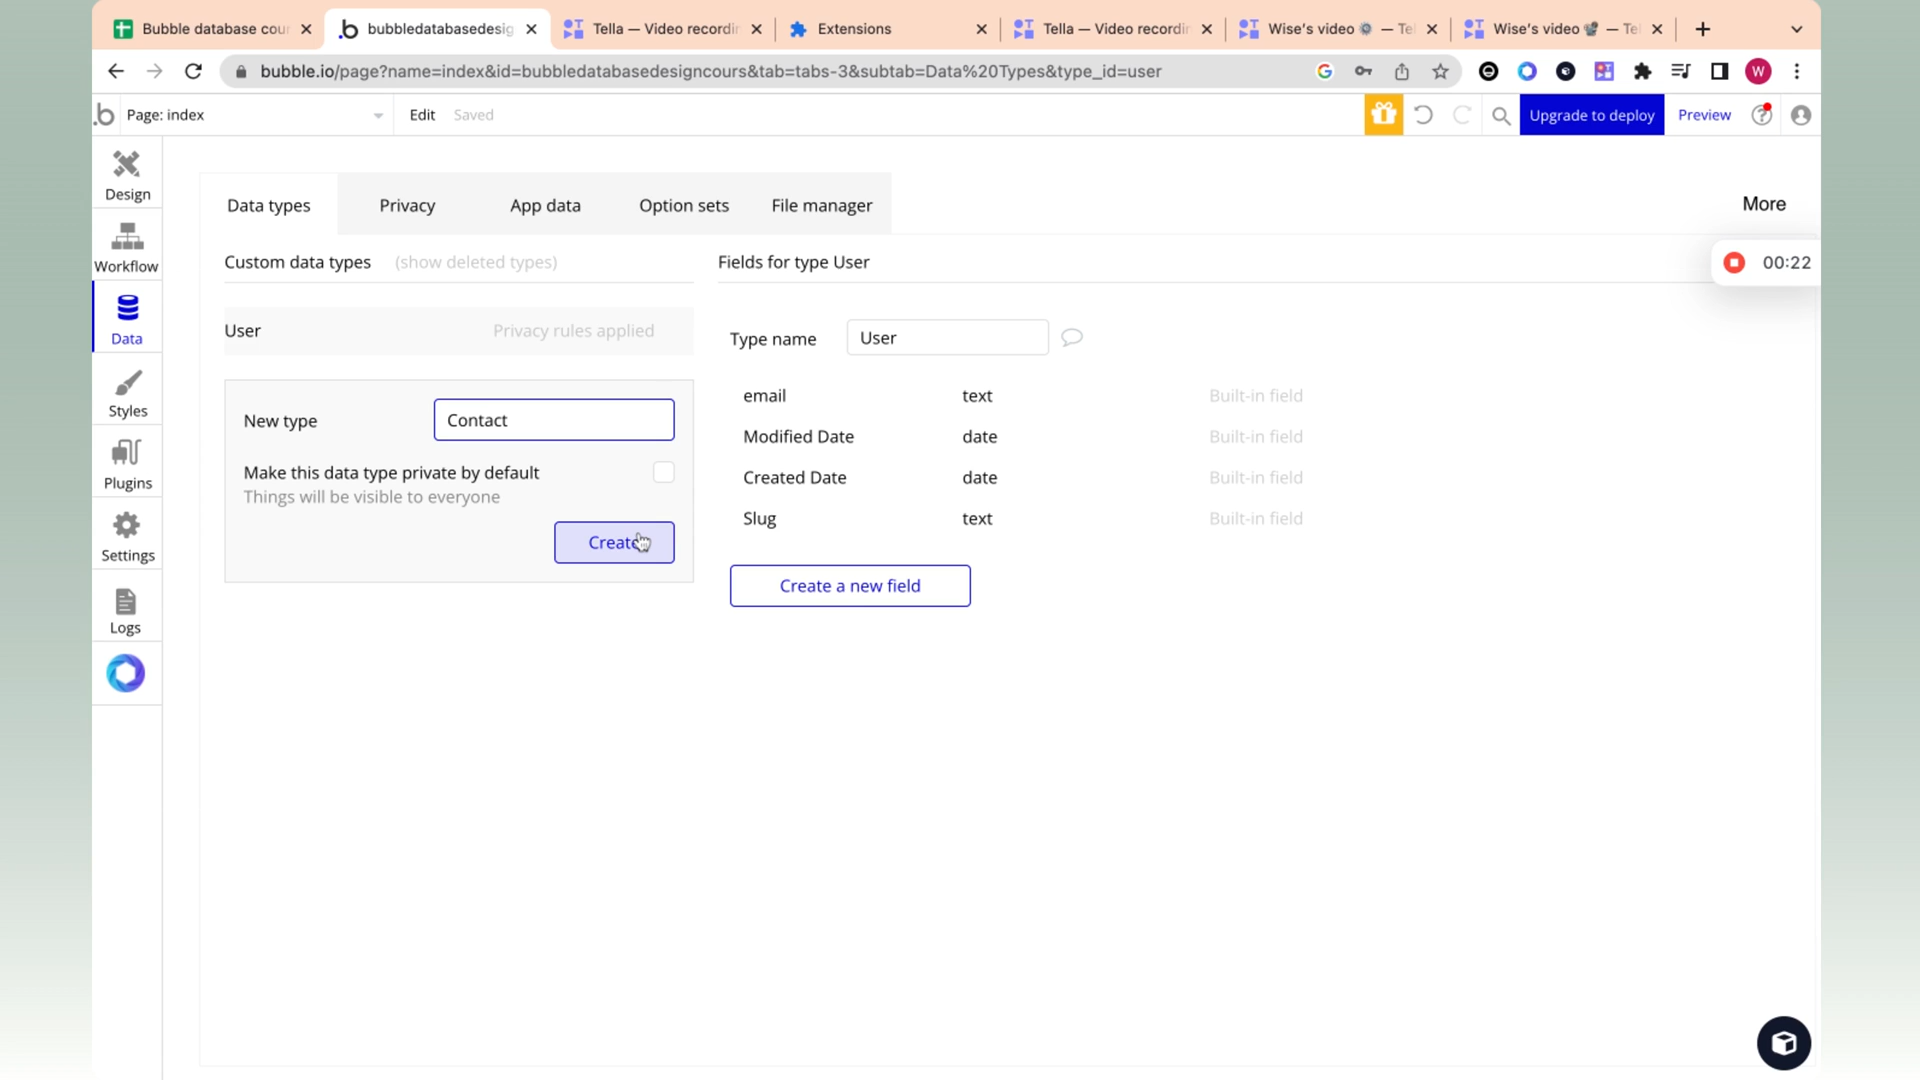 Bubble database cour
bubbledatabasedesig
Tella — Video recordin
Extensions
Tella — Video recordin
Wise's video — Tel
Wise's video — Tel
bubble.io/page?name=index&id=bubbledatabasedesigncours&tab=tabs-3&subtab=Data%20Types&type_id=user
W
.b Page: index
Edit
Saved
Upgrade to deploy
Preview
Design
Workflow
Data
Styles
Plugins
Settings
Logs
Data types
Privacy
App data
Option sets
File manager
More
Custom data types
(show deleted types)
Fields for type User
00:22
User
Privacy rules applied
Type name
User
New type
Contact
Make this data type private by default
Things will be visible to everyone
Create
email text Built-in field
Modified Date date Built-in field
Created Date date Built-in field
Slug text Built-in field
Create a new field